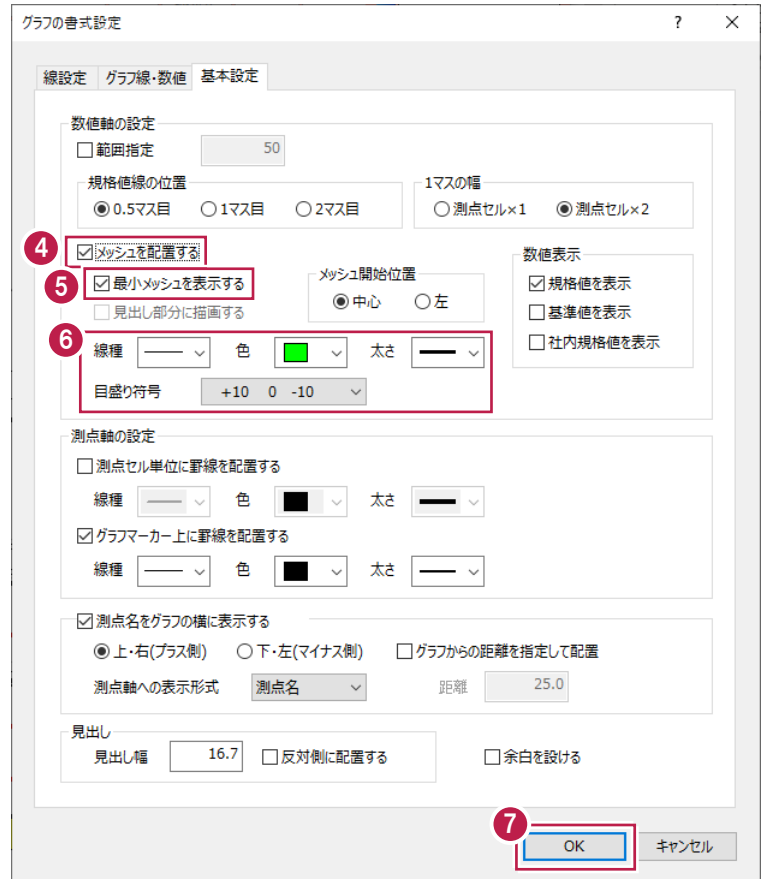 グラフの書式設定 ?
線設定 グラフ線・数値 基本設定
数値軸の設定
範囲指定 50
規格値線の位置 1マスの幅
0.5マス目 1マス目 2マス目 測点セル×1 測点セル×2
4 メッシュを配置する 数値表示
5 最小メッシュを表示する メッシュ開始位置 規格値を表示
見出し部分に描画する 中心 左 基準値を表示
6 線種 色 太さ 社内規格値を表示
目盛り符号 +10 0 -10
測点軸の設定
測点セル単位に罫線を配置する
線種 色 太さ
グラフマーカー上に罫線を配置する
線種 色 太さ
測点名をグラフの横に表示する
上・右(プラス側) 下・左(マイナス側) グラフからの距離を指定して配置
測点軸への表示形式 測点名 距離 25.0
見出し
見出し幅 16.7 反対側に配置する 余白を設ける
7 OK キャンセル